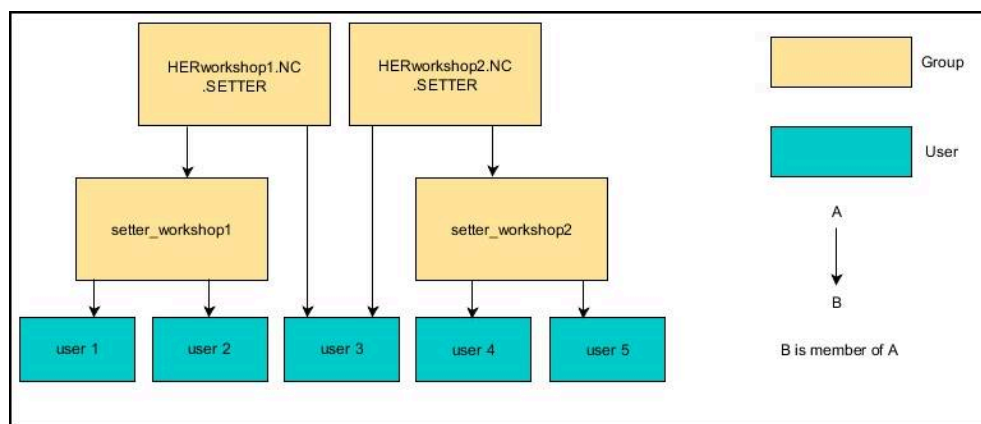 HERworkshop1.NC
.SETTER
HERworkshop2.NC
.SETTER
Group
User
setter_workshop1
setter_workshop2
A
B
user 1
user 2
user 3
user 4
user 5
B is member of A